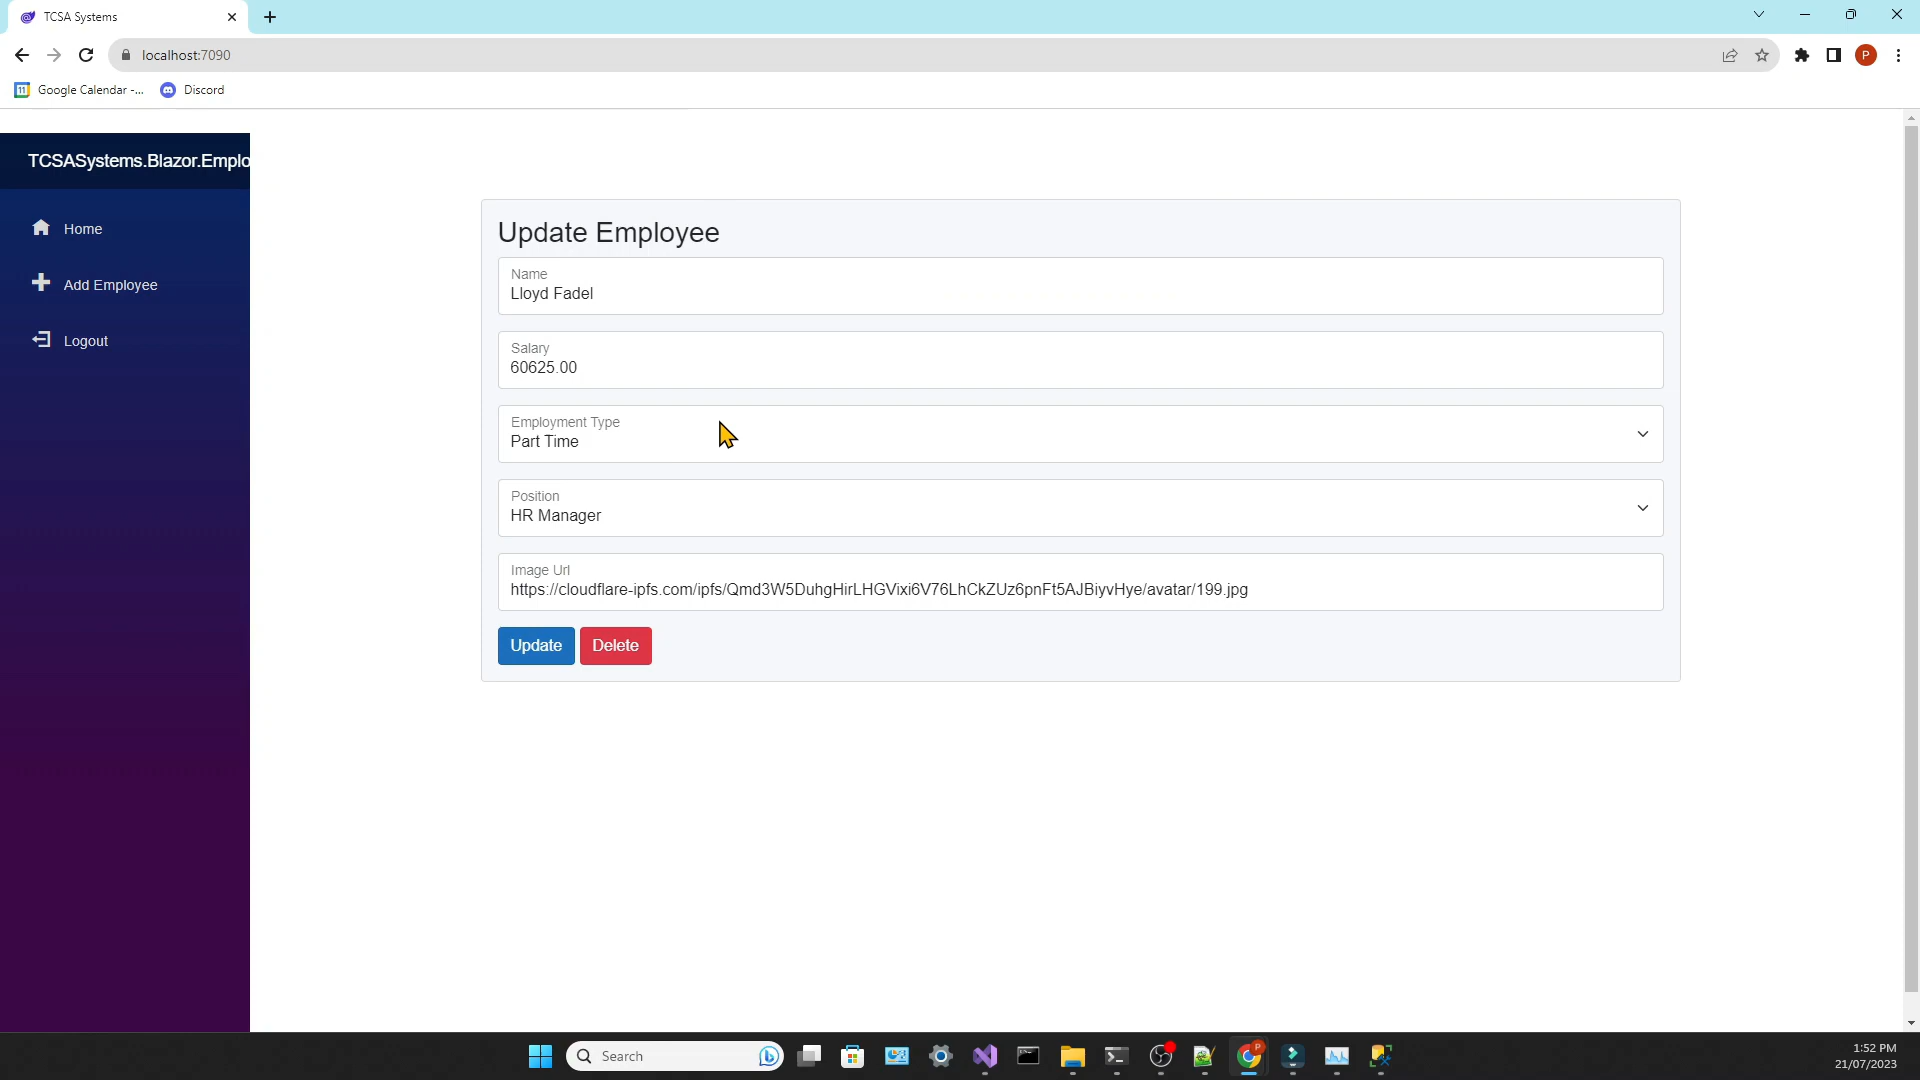 TCSA Systems
localhost:7090
P
11
Google Calendar -...
Discord
TCSASystems.Blazor.Emplo
Home
Add Employee
Logout
Update Employee
Name
Lloyd Fadel
Salary
60625.00
Employment Type
Part Time
Position
HR Manager
Image Url
https://cloudflare-ipfs.com/ipfs/Qmd3W5DuhgHirLHGVixi6V76LhCkZUz6pnFt5AJBiyvHye/avatar/199.jpg
Update
Delete
Search
P
1:52 PM
21/07/2023